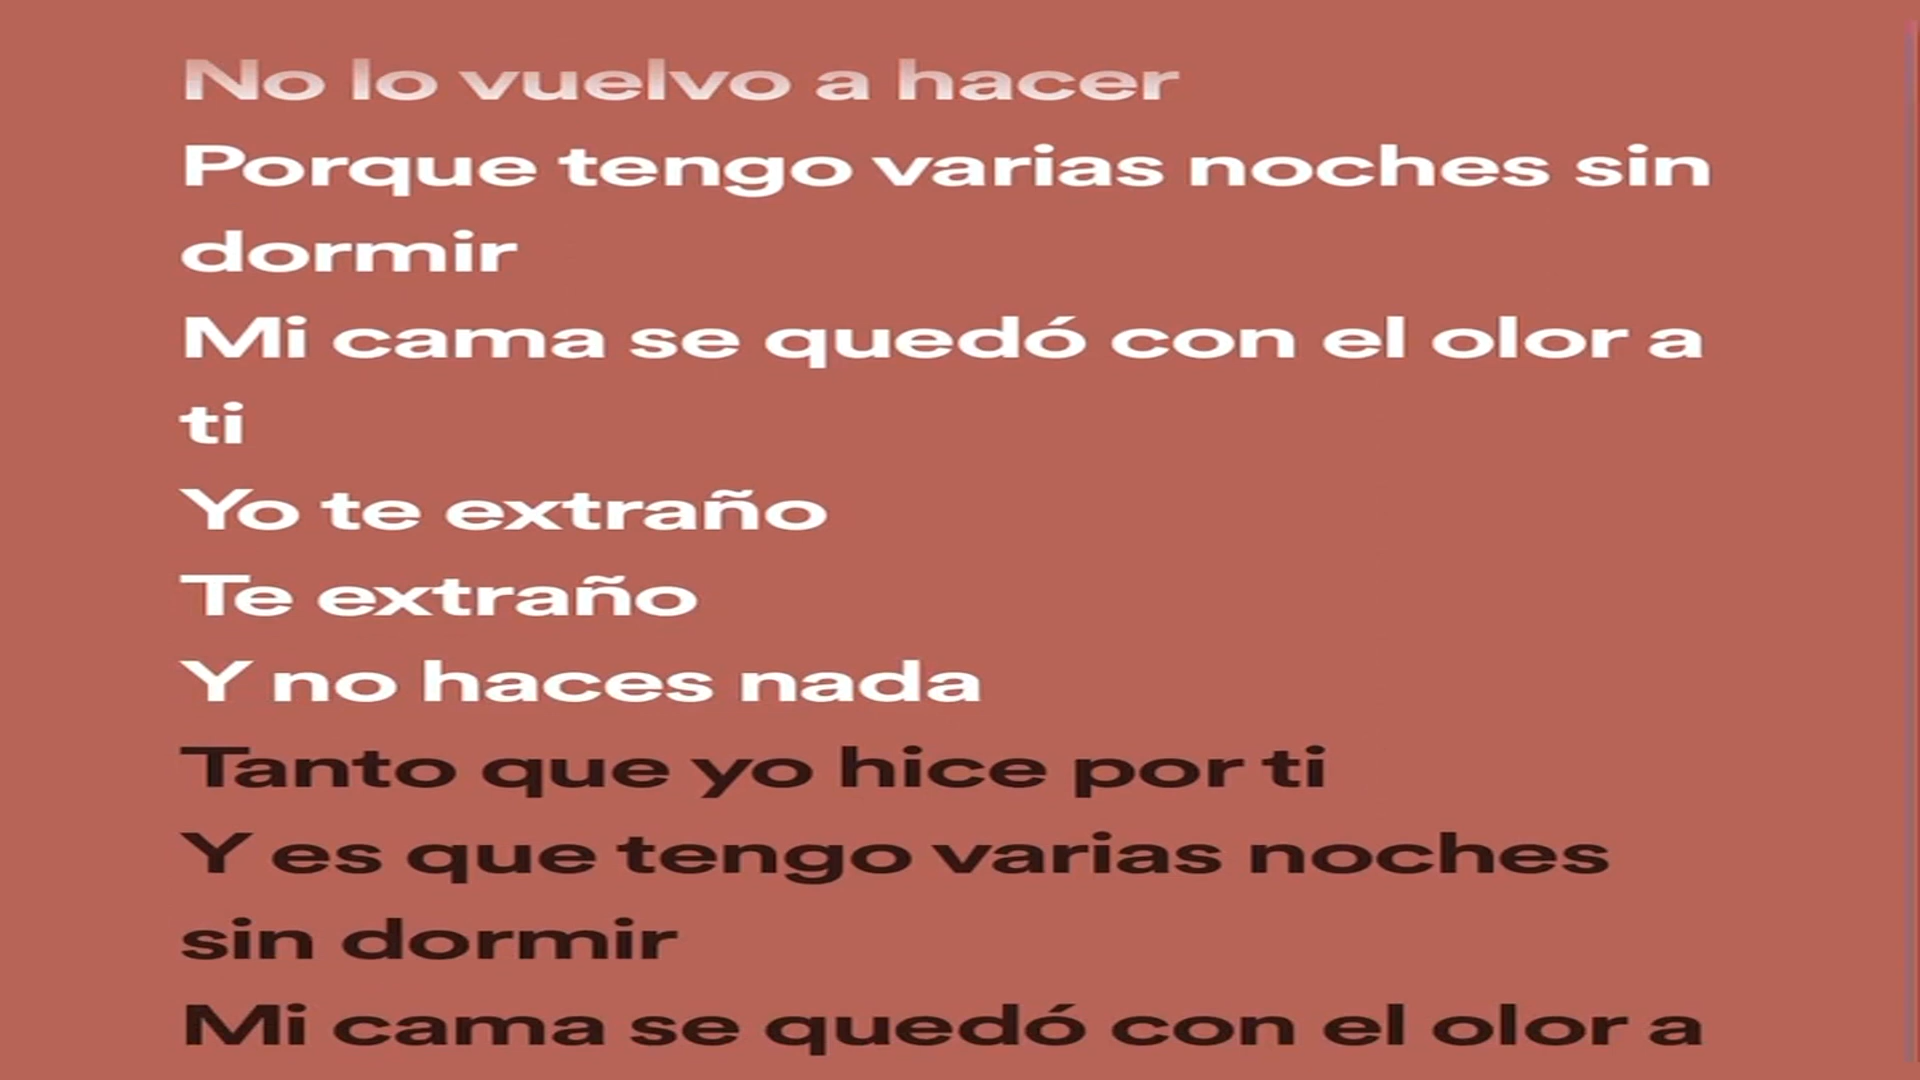 No lo vuelvo a hacer
Porque tengo varias noches sin
dormir
Mi cama se quedó con el olor a
ti
Yo te extraño
Te extraño
Y no haces nada
Tanto que yo hice por ti
Y es que tengo varias noches
sin dormir
Mi cama se quedó con el olor a